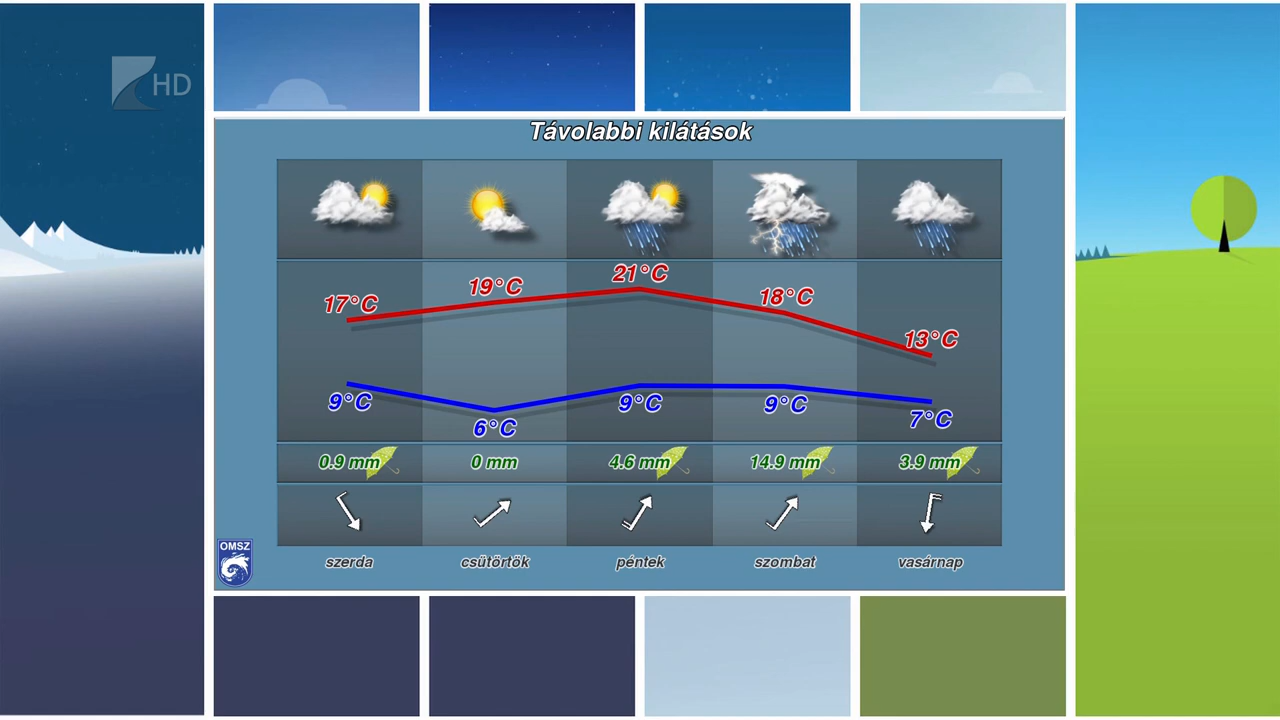 HD
Távolabbi kilátások
17°C 19°C 21°C 18°C 13°C
9°C 6°C 9°C 9°C 7°C
0.9 mm 0 mm 4.6 mm 14.9 mm 3.9 mm
OMSZ
szerda csütörtök péntek szombat vasárnap